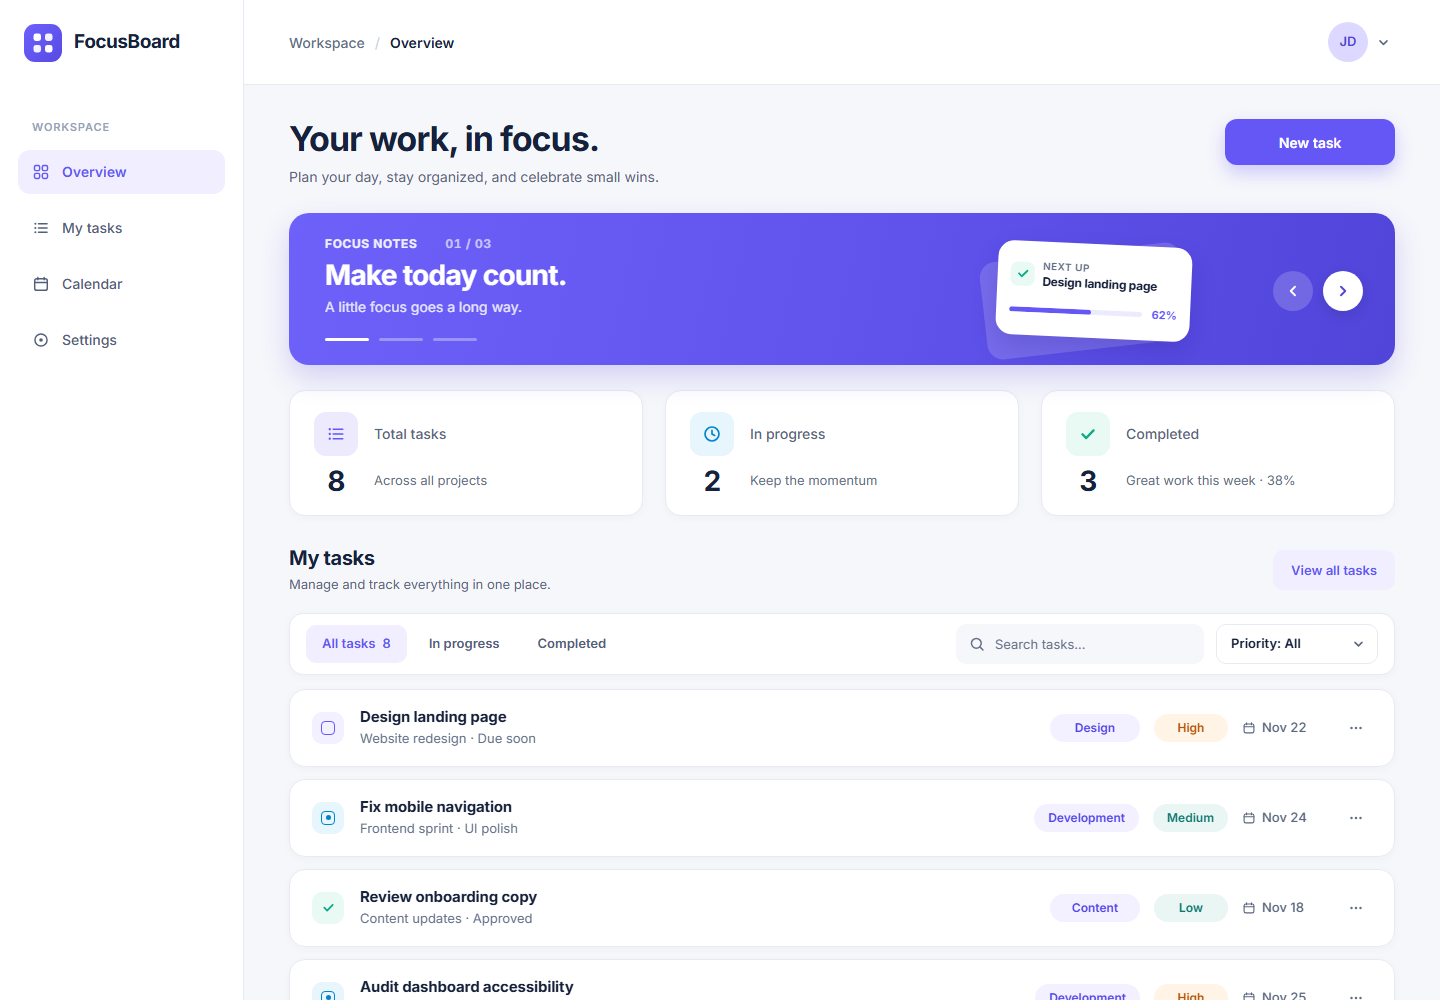 FocusBoard
Workspace / Overview
JD
WORKSPACE
Overview
My tasks
Calendar
Settings
Your work, in focus.
Plan your day, stay organized, and celebrate small wins.
New task
FOCUS NOTES 01 / 03
Make today count.
A little focus goes a long way.
NEXT UP
Design landing page
62%
Total tasks
8 Across all projects
In progress
2 Keep the momentum
Completed
3 Great work this week · 38%
My tasks
Manage and track everything in one place.
View all tasks
All tasks 8 In progress Completed Search tasks... Priority: All
Design landing page
Website redesign · Due soon
Design High Nov 22
Fix mobile navigation
Frontend sprint · UI polish
Development Medium Nov 24
Review onboarding copy
Content updates · Approved
Content Low Nov 18
Audit dashboard accessibility
Development High Nov 25